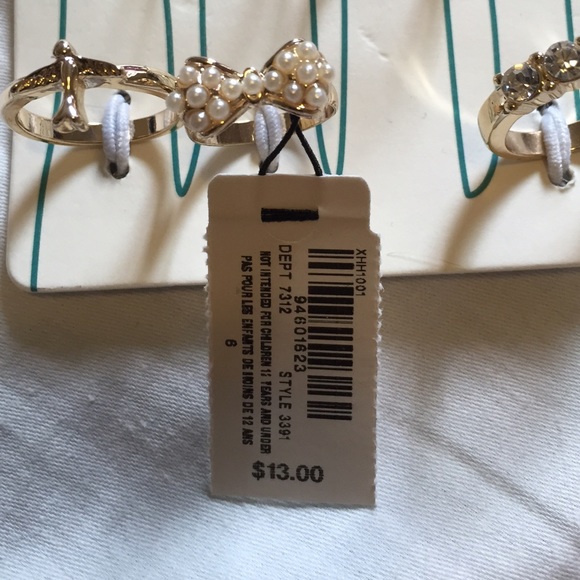 XHH1001
94601623
DEPT 7312 STYLE 3391
NOT INTENDED FOR CHILDREN 12 YEARS AND UNDER
PAS POUR LES ENFANTS DE MOINS DE 12 ANS
6
$13.00